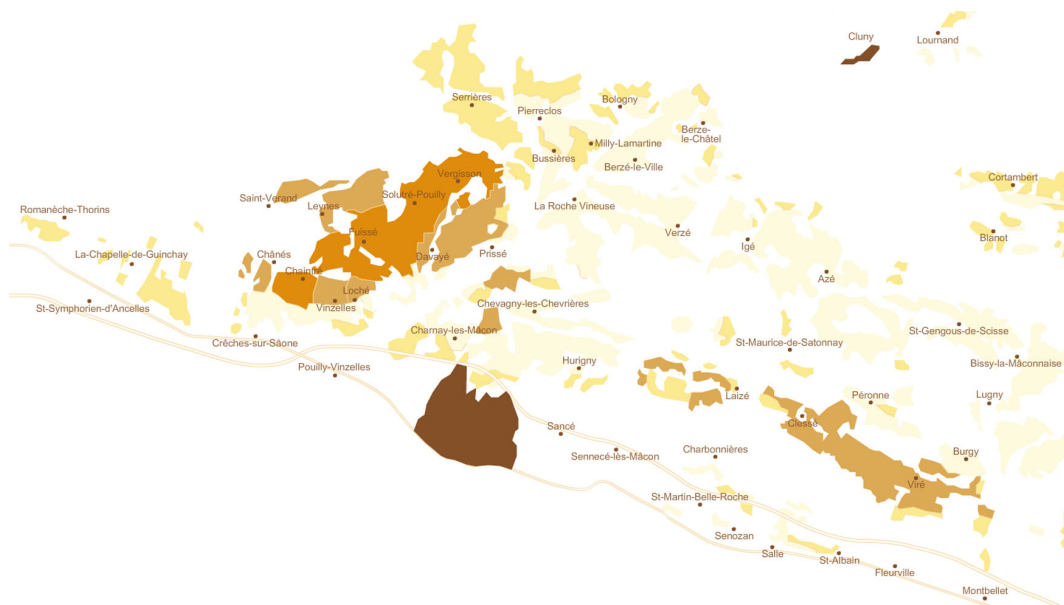 Cluny
Lournand
Serrières
Bologny
Pierreclos
Berze-
le-Châtel
Milly-Lamartine
Bussières
Berzé-le-Ville
Vergisson
Cortambert
Solutré-Pouilly
Saint-Verand
Leynes
La Roche Vineuse
Romanèche-Thorins
Verzé
Blanot
Fuissé
Igé
La-Chapelle-de-Guinchay
Chânés
Davayé
Prissé
Chaintré
Azé
Loché
St-Symphorien-d'Ancelles
Vinzelles
Chevagny-les-Chevrières
Charnay-les-Mâcon
St-Gengous-de-Scisse
Crêches-sur-Sâone
St-Maurice-de-Satonnay
Hurigny
Bissy-la-Mâconnaise
Pouilly-Vinzelles
Laizé
Péronne
Lugny
Clessé
Sancé
Sennecé-lès-Mâcon
Charbonnières
Burgy
Viré
St-Martin-Belle-Roche
Senozan
Salle
St-Albain
Fleurville
Montbellet